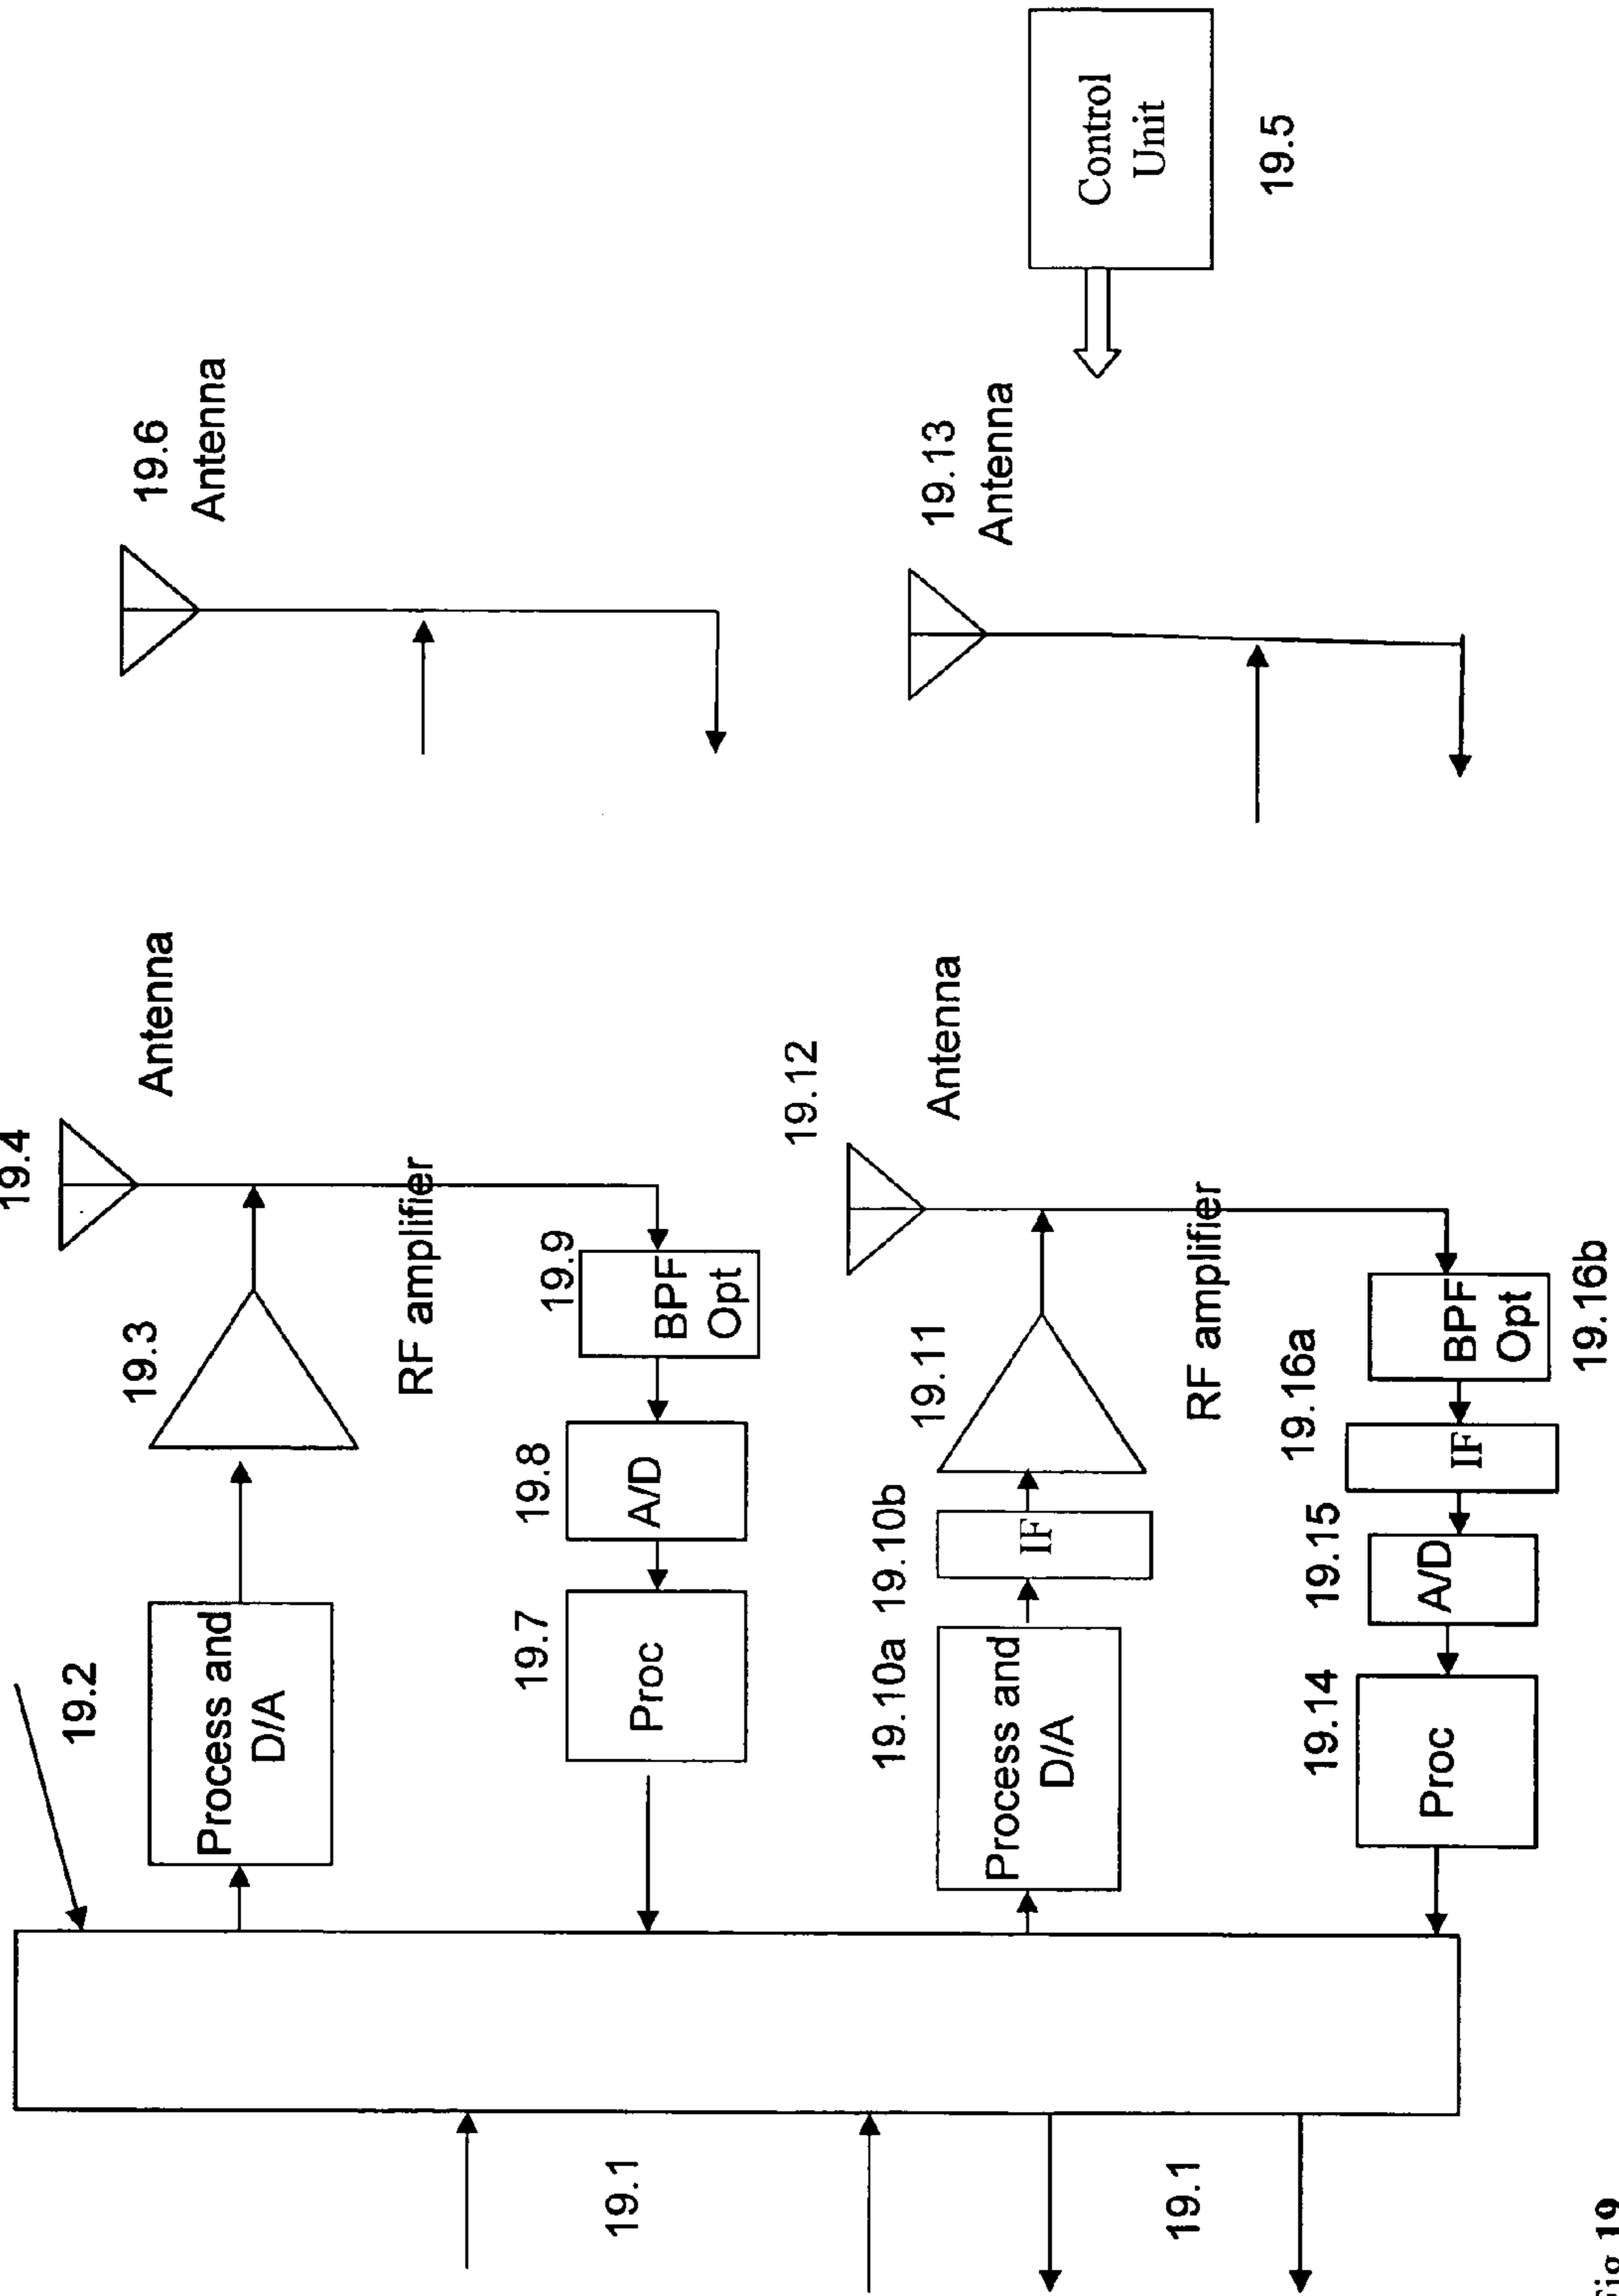 19.4
Antenna
19.6
Antenna
19.2
19.3
Process and
D/A
RF amplifier
19.7
19.8
19.9
Proc
A/D
BPF
Opt
19.12
Antenna
19.13
Antenna
Control
Unit
19.5
19.10a
19.10b
19.11
Process and
D/A
IF
RF amplifier
19.14
19.15
19.16a
Proc
A/D
IF
BPF
Opt
19.16b
19.1
19.1
Fig 19